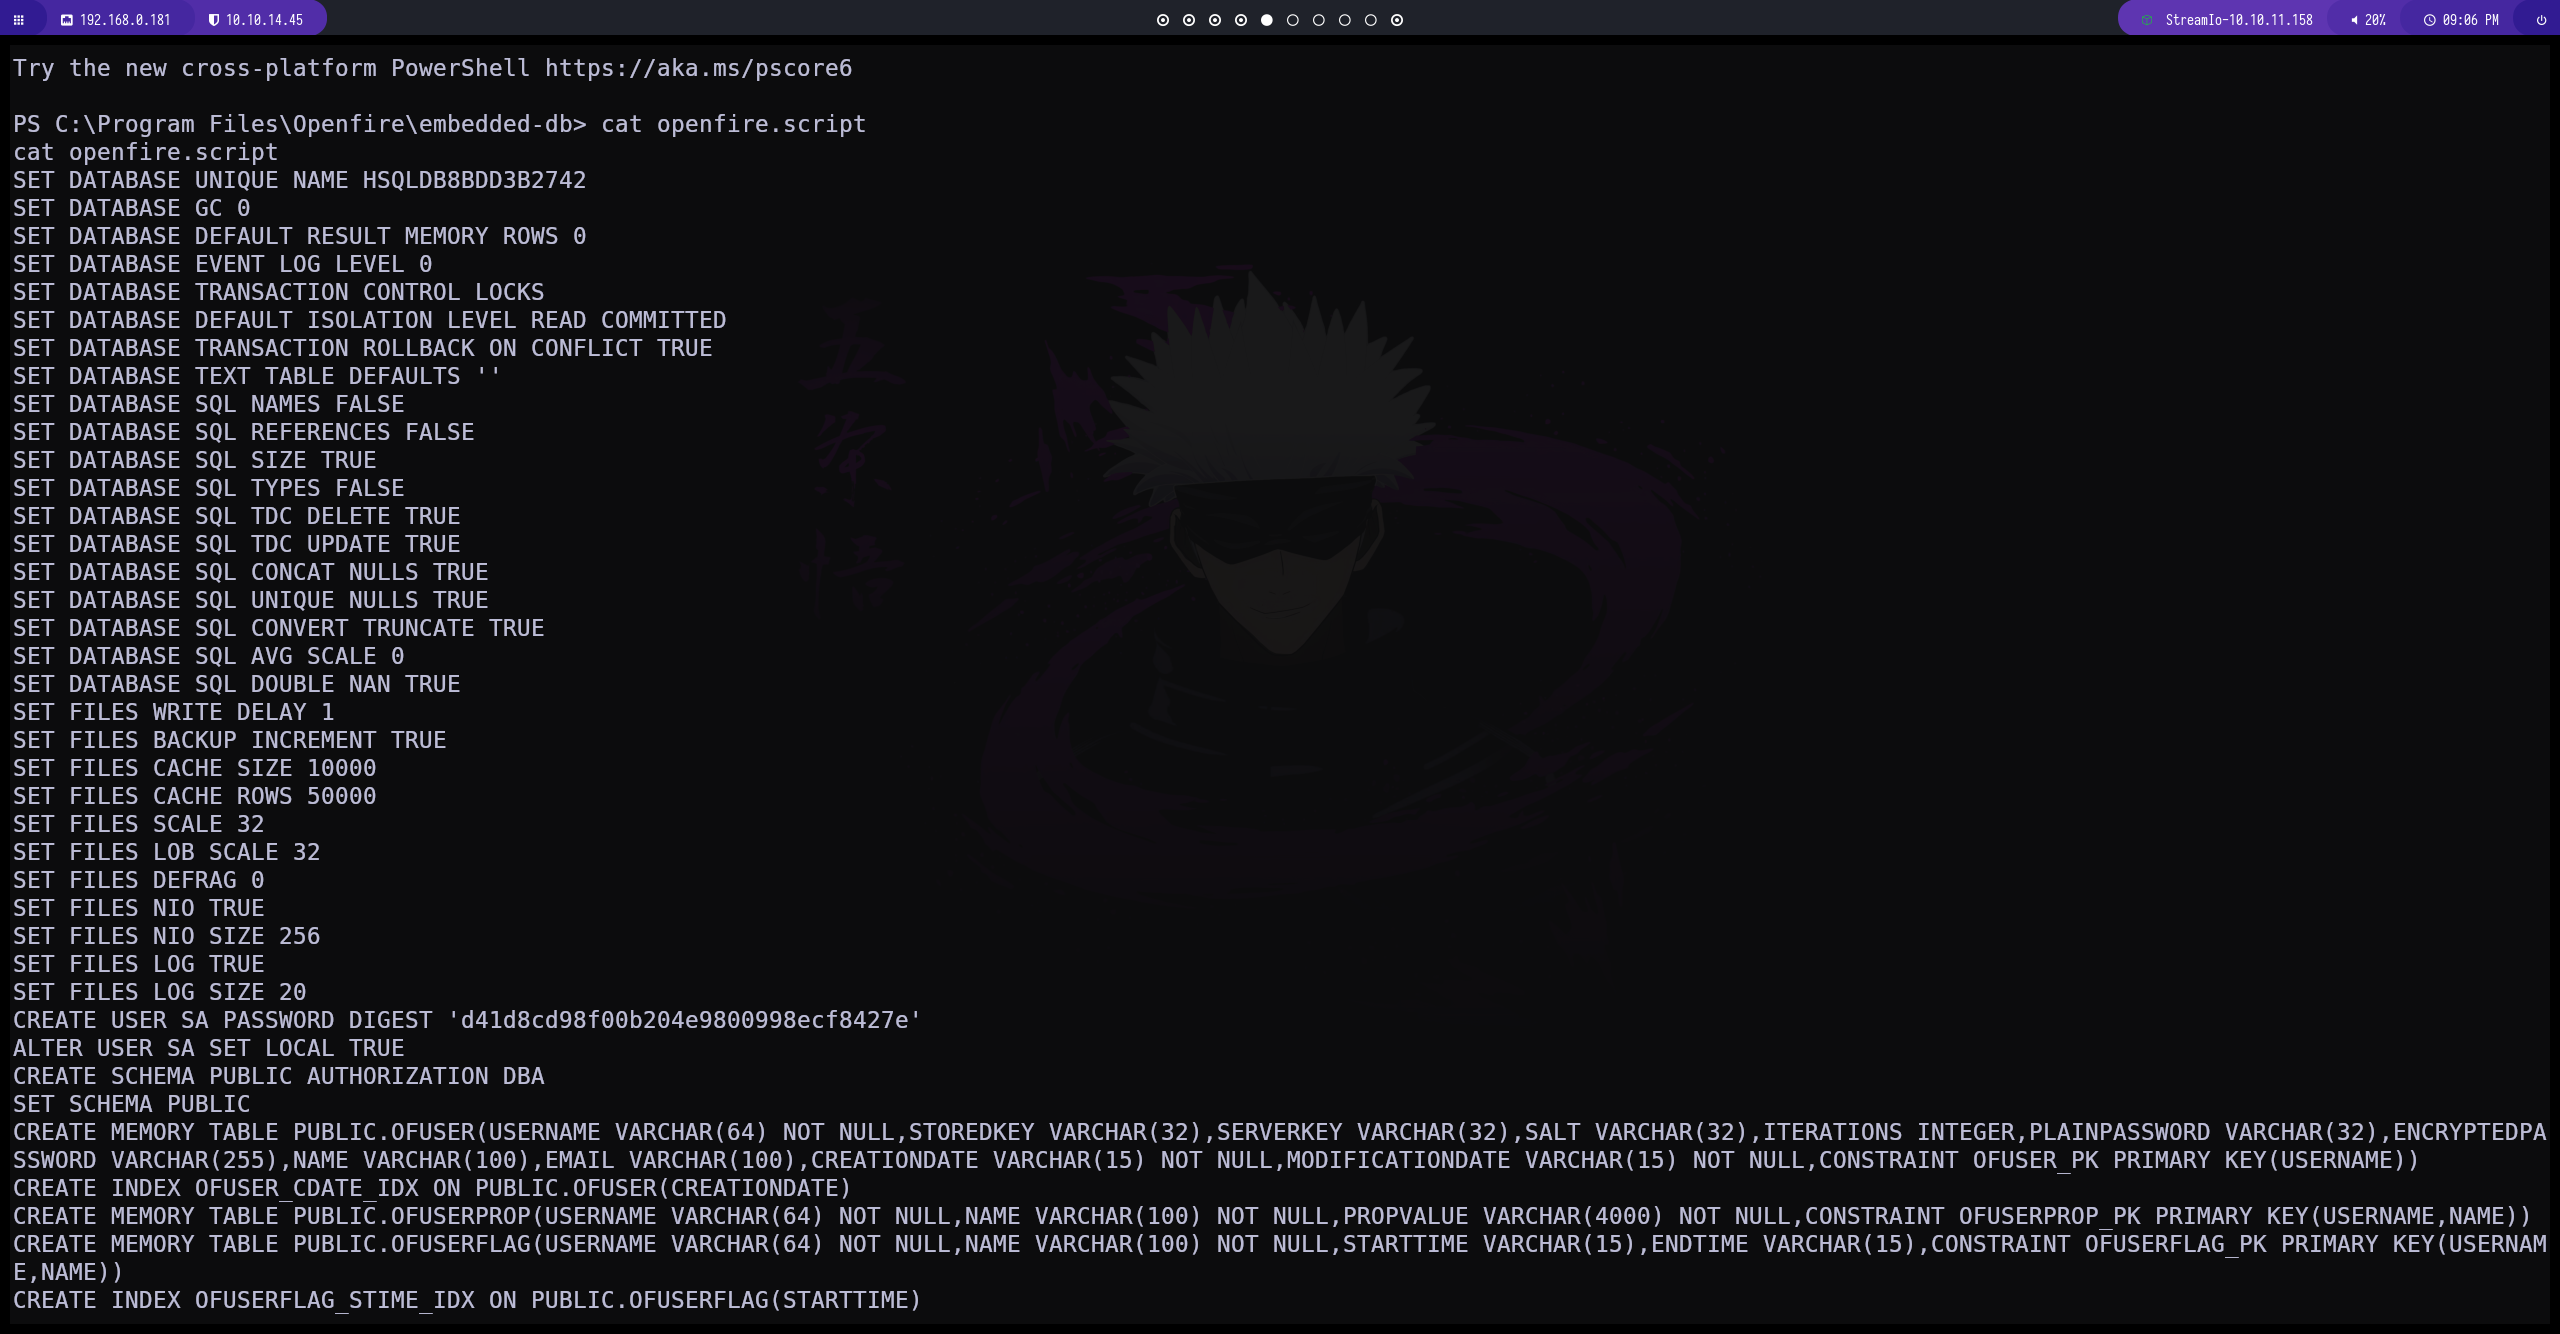 192.168.0.181 10.10.14.45 StreamIo-10.10.11.158 20% 09:06 PM
Try the new cross-platform PowerShell https://aka.ms/pscore6
PS C:\Program Files\Openfire\embedded-db> cat openfire.script
cat openfire.script
SET DATABASE UNIQUE NAME HSQLDB8BDD3B2742
SET DATABASE GC 0
SET DATABASE DEFAULT RESULT MEMORY ROWS 0
SET DATABASE EVENT LOG LEVEL 0
SET DATABASE TRANSACTION CONTROL LOCKS
SET DATABASE DEFAULT ISOLATION LEVEL READ COMMITTED
SET DATABASE TRANSACTION ROLLBACK ON CONFLICT TRUE
SET DATABASE TEXT TABLE DEFAULTS ''
SET DATABASE SQL NAMES FALSE
SET DATABASE SQL REFERENCES FALSE
SET DATABASE SQL SIZE TRUE
SET DATABASE SQL TYPES FALSE
SET DATABASE SQL TDC DELETE TRUE
SET DATABASE SQL TDC UPDATE TRUE
SET DATABASE SQL CONCAT NULLS TRUE
SET DATABASE SQL UNIQUE NULLS TRUE
SET DATABASE SQL CONVERT TRUNCATE TRUE
SET DATABASE SQL AVG SCALE 0
SET DATABASE SQL DOUBLE NAN TRUE
SET FILES WRITE DELAY 1
SET FILES BACKUP INCREMENT TRUE
SET FILES CACHE SIZE 10000
SET FILES CACHE ROWS 50000
SET FILES SCALE 32
SET FILES LOB SCALE 32
SET FILES DEFRAG 0
SET FILES NIO TRUE
SET FILES NIO SIZE 256
SET FILES LOG TRUE
SET FILES LOG SIZE 20
CREATE USER SA PASSWORD DIGEST 'd41d8cd98f00b204e9800998ecf8427e'
ALTER USER SA SET LOCAL TRUE
CREATE SCHEMA PUBLIC AUTHORIZATION DBA
SET SCHEMA PUBLIC
CREATE MEMORY TABLE PUBLIC.OFUSER(USERNAME VARCHAR(64) NOT NULL,STOREDKEY VARCHAR(32),SERVERKEY VARCHAR(32),SALT VARCHAR(32),ITERATIONS INTEGER,PLAINPASSWORD VARCHAR(32),ENCRYPTEDPA
SSWORD VARCHAR(255),NAME VARCHAR(100),EMAIL VARCHAR(100),CREATIONDATE VARCHAR(15) NOT NULL,MODIFICATIONDATE VARCHAR(15) NOT NULL,CONSTRAINT OFUSER_PK PRIMARY KEY(USERNAME))
CREATE INDEX OFUSER_CDATE_IDX ON PUBLIC.OFUSER(CREATIONDATE)
CREATE MEMORY TABLE PUBLIC.OFUSERPROP(USERNAME VARCHAR(64) NOT NULL,NAME VARCHAR(100) NOT NULL,PROPVALUE VARCHAR(4000) NOT NULL,CONSTRAINT OFUSERPROP_PK PRIMARY KEY(USERNAME,NAME))
CREATE MEMORY TABLE PUBLIC.OFUSERFLAG(USERNAME VARCHAR(64) NOT NULL,NAME VARCHAR(100) NOT NULL,STARTTIME VARCHAR(15),ENDTIME VARCHAR(15),CONSTRAINT OFUSERFLAG_PK PRIMARY KEY(USERNAM
E,NAME))
CREATE INDEX OFUSERFLAG_STIME_IDX ON PUBLIC.OFUSERFLAG(STARTTIME)
五
条
悟